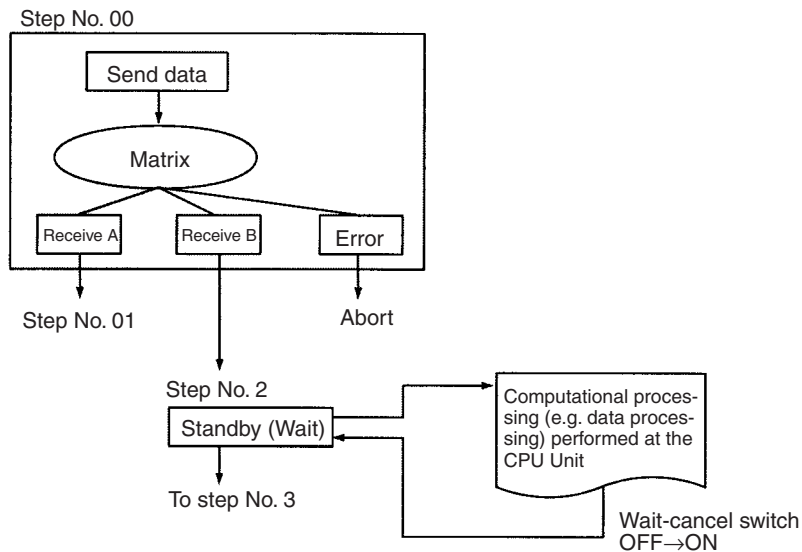 Step No. 00
Send data
Matrix
Receive A
Receive B
Error
Step No. 01
Abort
Step No. 2
Standby (Wait)
Computational proces-
sing (e.g. data proces-
sing) performed at the
CPU Unit
To step No. 3
Wait-cancel switch
OFF→ON